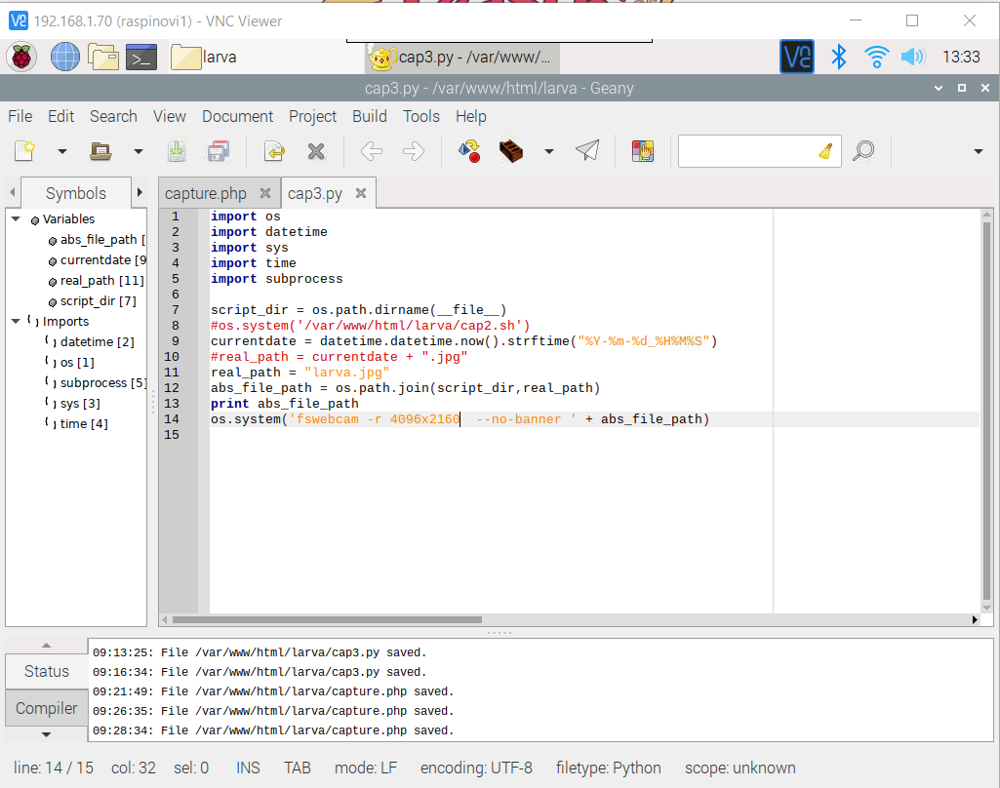 192.168.1.70 (raspinovi1) - VNC Viewer
larva
cap3.py - /var/www/...
13:33
cap3.py - /var/www/html/larva - Geany
File Edit Search View Document Project Build Tools Help
Symbols
capture.php
cap3.py
Variables
abs_file_path [
currentdate [9
real_path [11]
script_dir [7]
Imports
datetime [2]
os [1]
subprocess [5]
sys [3]
time [4]
1 import os
2 import datetime
3 import sys
4 import time
5 import subprocess
6
7 script_dir = os.path.dirname(__file__)
8 #os.system('/var/www/html/larva/cap2.sh')
9 currentdate = datetime.datetime.now().strftime("%Y-%m-%d_%H%M%S")
10 #real_path = currentdate + ".jpg"
11 real_path = "larva.jpg"
12 abs_file_path = os.path.join(script_dir,real_path)
13 print abs_file_path
14 os.system('fswebcam -r 4096x2160  --no-banner ' + abs_file_path)
15
Status
Compiler
09:13:25: File /var/www/html/larva/cap3.py saved.
09:16:34: File /var/www/html/larva/cap3.py saved.
09:21:49: File /var/www/html/larva/capture.php saved.
09:26:35: File /var/www/html/larva/capture.php saved.
09:28:34: File /var/www/html/larva/capture.php saved.
line: 14 / 15 col: 32 sel: 0 INS TAB mode: LF encoding: UTF-8 filetype: Python scope: unknown